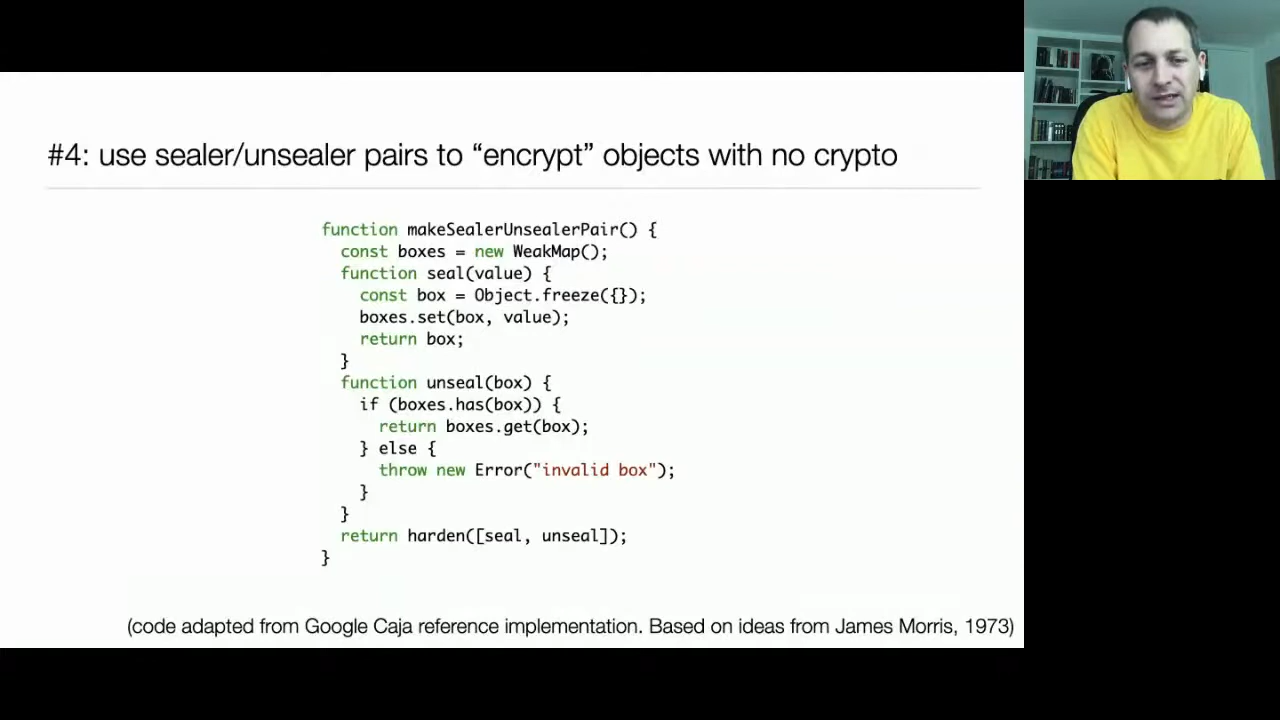 #4: use sealer/unsealer pairs to “encrypt” objects with no crypto
function makeSealerUnsealerPair() {
  const boxes = new WeakMap();
  function seal(value) {
    const box = Object.freeze({});
    boxes.set(box, value);
    return box;
  }
  function unseal(box) {
    if (boxes.has(box)) {
      return boxes.get(box);
    } else {
      throw new Error("invalid box");
    }
  }
  return harden([seal, unseal]);
}
(code adapted from Google Caja reference implementation. Based on ideas from James Morris, 1973)